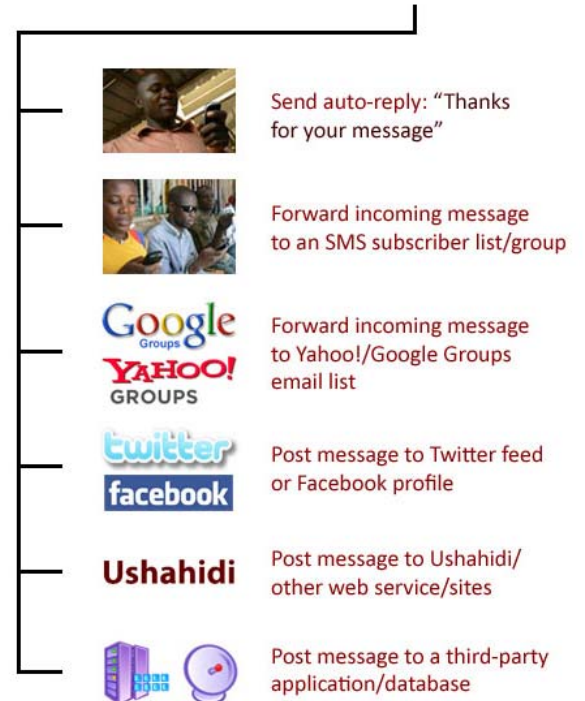 Send auto-reply: “Thanks
for your message”
Forward incoming message
to an SMS subscriber list/group
Google
Groups
YAHOO!
GROUPS
Forward incoming message
to Yahoo!/Google Groups
email list
twitter
facebook
Post message to Twitter feed
or Facebook profile
Ushahidi
Post message to Ushahidi/
other web service/sites
Post message to a third-party
application/database